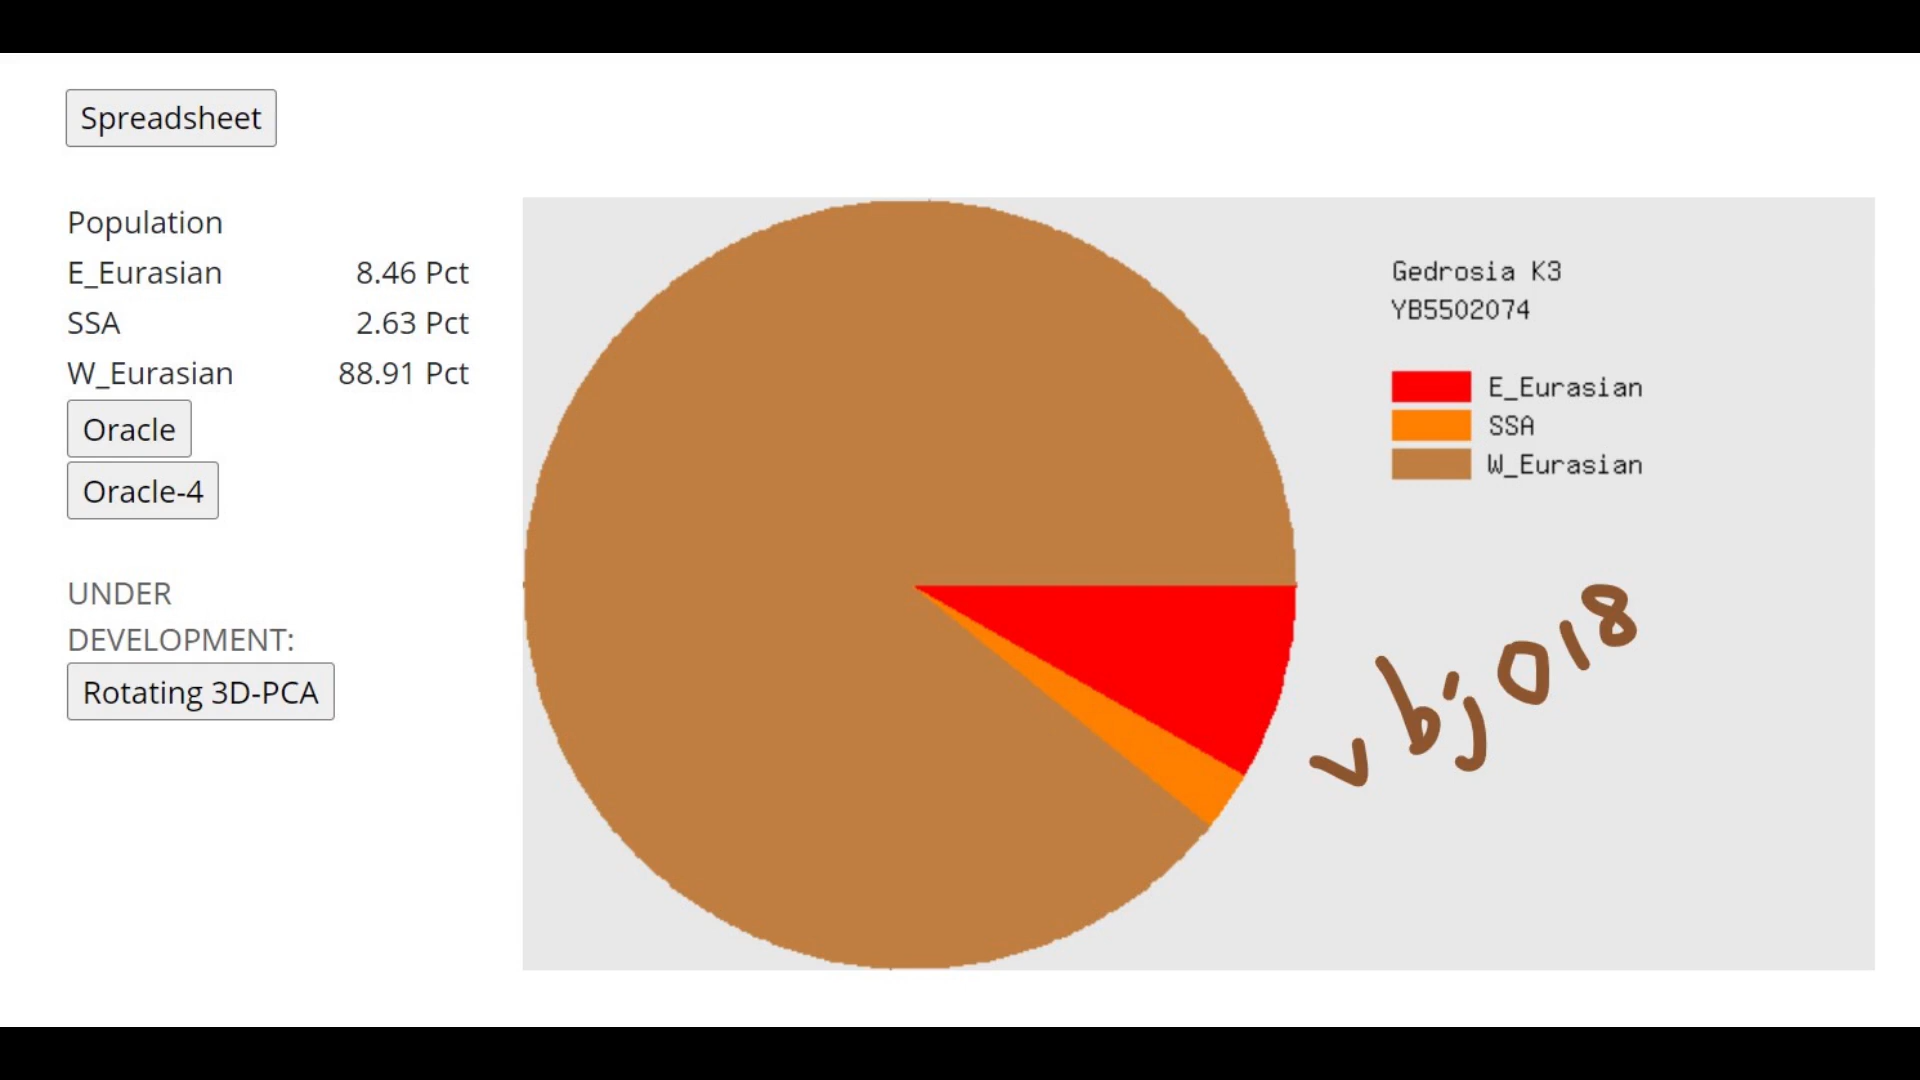 Spreadsheet
Population
E_Eurasian 8.46 Pct
SSA 2.63 Pct
W_Eurasian 88.91 Pct
Oracle
Oracle-4
UNDER
DEVELOPMENT:
Rotating 3D-PCA
Gedrosia K3
YB5502074
E_Eurasian
SSA
W_Eurasian
vbj018